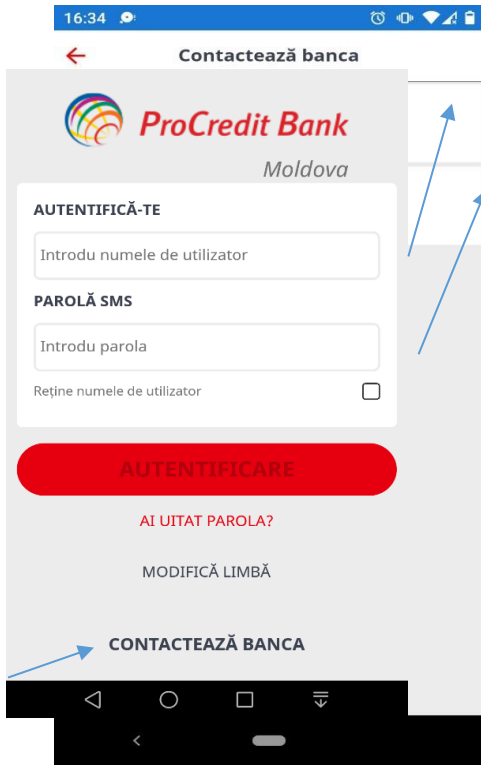 16:34
Contactează banca
ProCredit Bank
Moldova
AUTENTIFICĂ-TE
Introdu numele de utilizator
PAROLĂ SMS
Introdu parola
Reține numele de utilizator
AUTENTIFICARE
AI UITAT PAROLA?
MODIFICĂ LIMBĂ
CONTACTEAZĂ BANCA